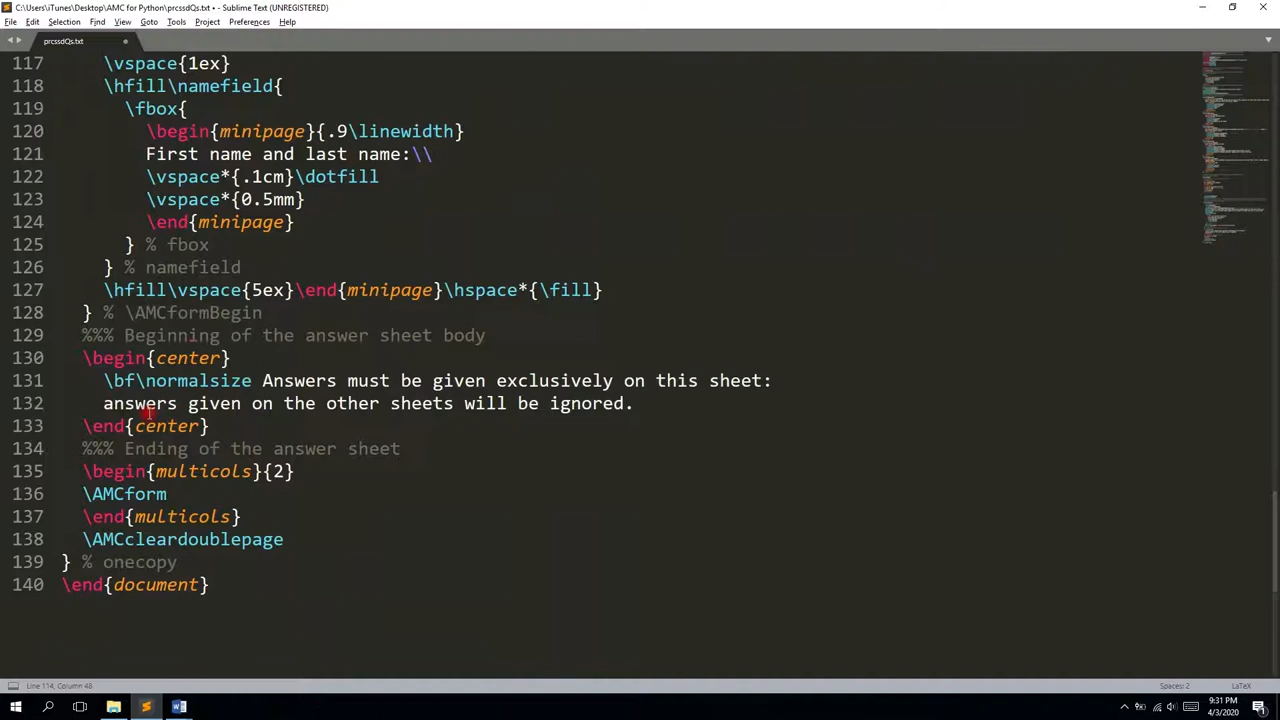 C:\Users\iTunes\Desktop\AMC for Python\prcssdQs.txt • - Sublime Text (UNREGISTERED)
File Edit Selection Find View Goto Tools Project Preferences Help
prcssdQs.txt
117 \vspace{1ex}
118 \hfill\namefield{
119 \fbox{
120 \begin{minipage}{.9\linewidth}
121 First name and last name:\\
122 \vspace*{.1cm}\dotfill
123 \vspace*{0.5mm}
124 \end{minipage}
125 } % fbox
126 } % namefield
127 \hfill\vspace{5ex}\end{minipage}\hspace*{\fill}
128 } % \AMCformBegin
129 %%% Beginning of the answer sheet body
130 \begin{center}
131 \bf\normalsize Answers must be given exclusively on this sheet:
132 answers given on the other sheets will be ignored.
133 \end{center}
134 %%% Ending of the answer sheet
135 \begin{multicols}{2}
136 \AMCform
137 \end{multicols}
138 \AMCcleardoublepage
139 } % onecopy
140 \end{document}
Line 114, Column 48 Spaces: 2 LaTeX
9:31 PM
4/3/2020